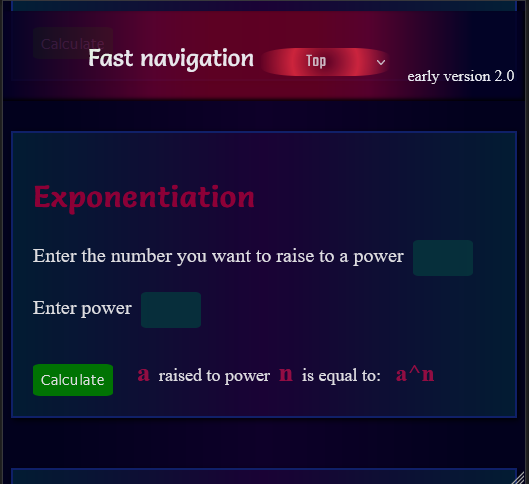 Calculate
Fast navigation Top
early version 2.0
Exponentiation
Enter the number you want to raise to a power
Enter power
Calculate a raised to power n is equal to: a^n